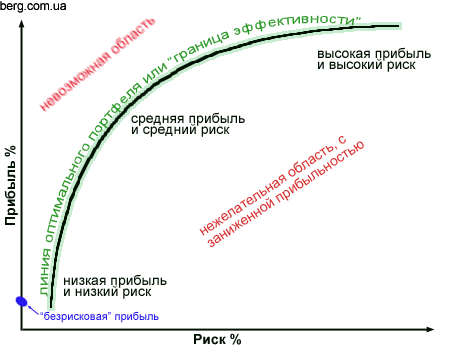 berg.com.ua
невозможная область
линия оптимального портфеля или "граница эффективности"
высокая прибыль
и высокий риск
средняя прибыль
и средний риск
нежелательная область, с
заниженной прибыльностью
Прибыль %
низкая прибыль
и низкий риск
"безрисковая" прибыль
Риск %